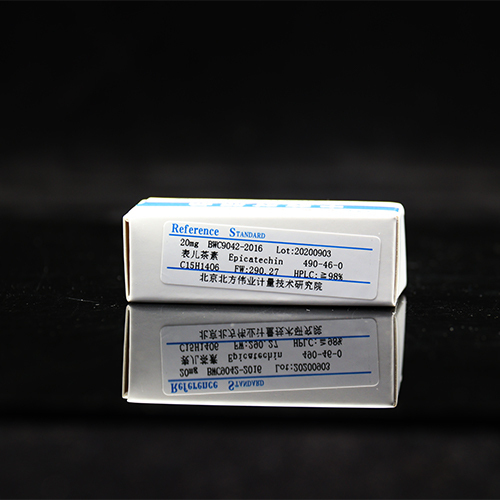 Reference Standard
20mg BWC9042-2016 Lot:20200903
表儿茶素 Epicatechin 490-46-0
C15H14O6 FW:290.27 HPLC:≥98%
北京北方伟业计量技术研究院